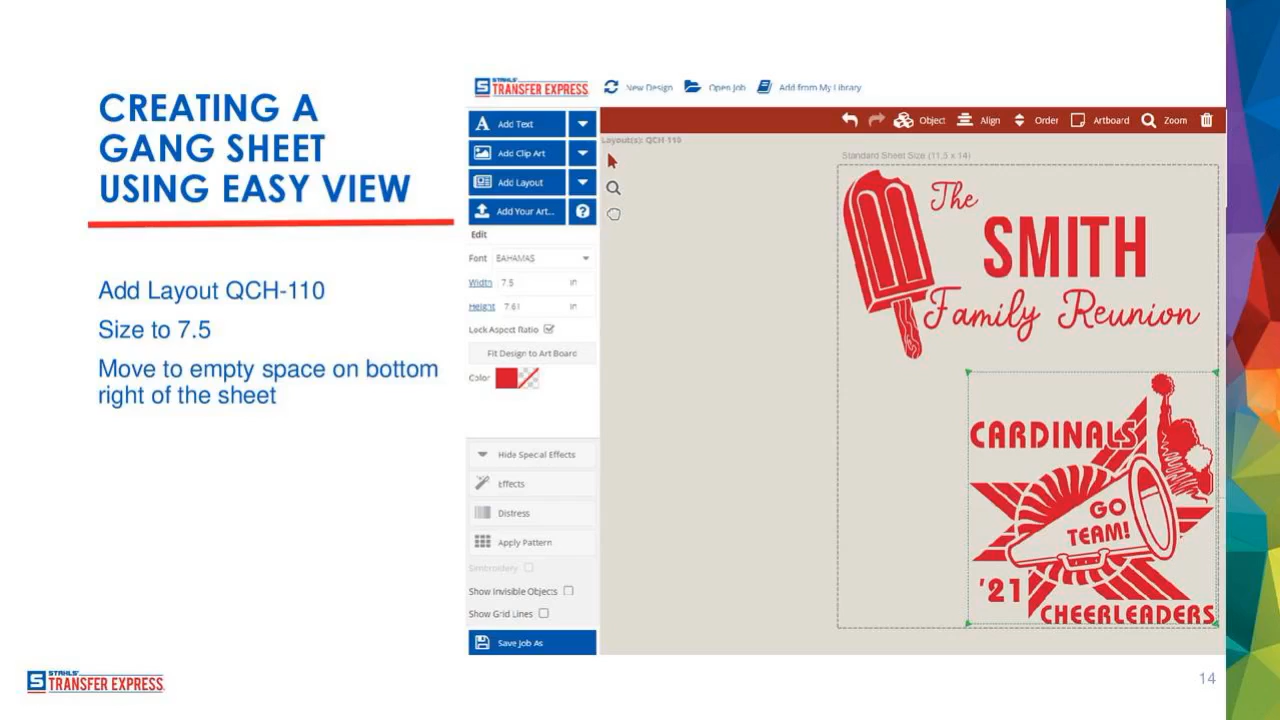 CREATING A
GANG SHEET
USING EASY VIEW
Add Layout QCH-110
Size to 7.5
Move to empty space on bottom
right of the sheet
STAHLS'
TRANSFER EXPRESS
New Design
Open Job
Add from My Library
Add Text
Add Clip Art
Add Layout
Add Your Art...
?
Edit
Font BAHAMAS
Width 7.5 in
Height 7.61 in
Lock Aspect Ratio
Fit Design to Art Board
Color
Hide Special Effects
Effects
Distress
Apply Pattern
Embroidery
Show Invisible Objects
Show Grid Lines
Save Job As
Object
Align
Order
Artboard
Zoom
Layout(s): QCH-110
Standard Sheet Size (11.5 x 14)
The
SMITH
Family Reunion
CARDINALS
GO
TEAM!
'21
CHEERLEADERS
STAHLS'
TRANSFER EXPRESS
14